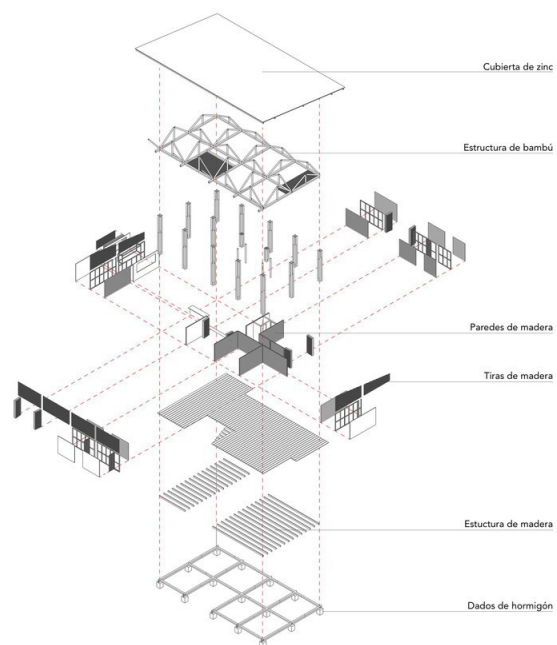 Cubierta de zinc
Estructura de bambú
Paredes de madera
Tiras de madera
Estuctura de madera
Dados de hormigón